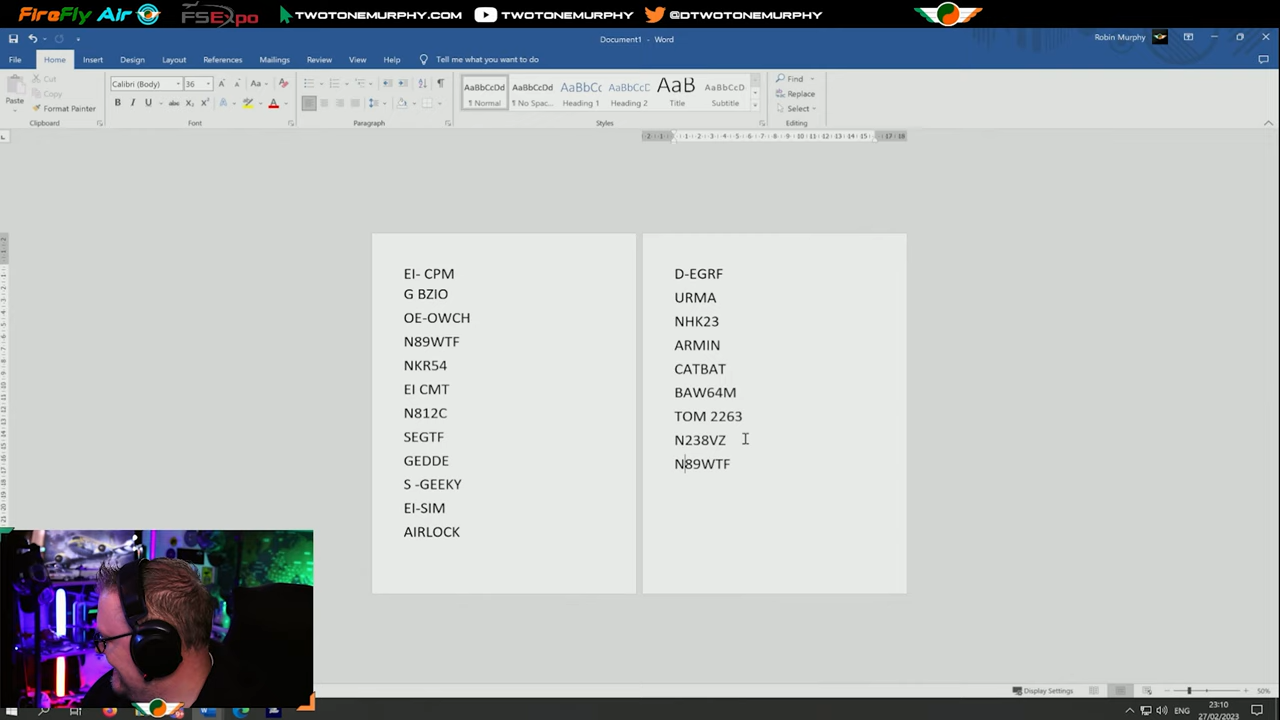 FireFly Air FSExpo TWOTONEMURPHY.COM TWOTONEMURPHY @DTWOTONEMURPHY
Document1 - Word
Robin Murphy
File Home Insert Design Layout References Mailings Review View Help Tell me what you want to do
Paste
Cut
Copy
Format Painter
Clipboard
Calibri (Body) 36
Font
Paragraph
AaBbCcDd AaBbCcDd AaBbCc AaBbCcD AaB AaBbCcD
¶ Normal ¶ No Spac... Heading 1 Heading 2 Title Subtitle
Styles
Find
Replace
Select
Editing
EI- CPM
G BZIO
OE-OWCH
N89WTF
NKR54
EI CMT
N812C
SEGTF
GEDDE
S -GEEKY
EI-SIM
AIRLOCK
D-EGRF
URMA
NHK23
ARMIN
CATBAT
BAW64M
TOM 2263
N238VZ
N89WTF
Display Settings
50%
ENG
23:10
27/02/2023